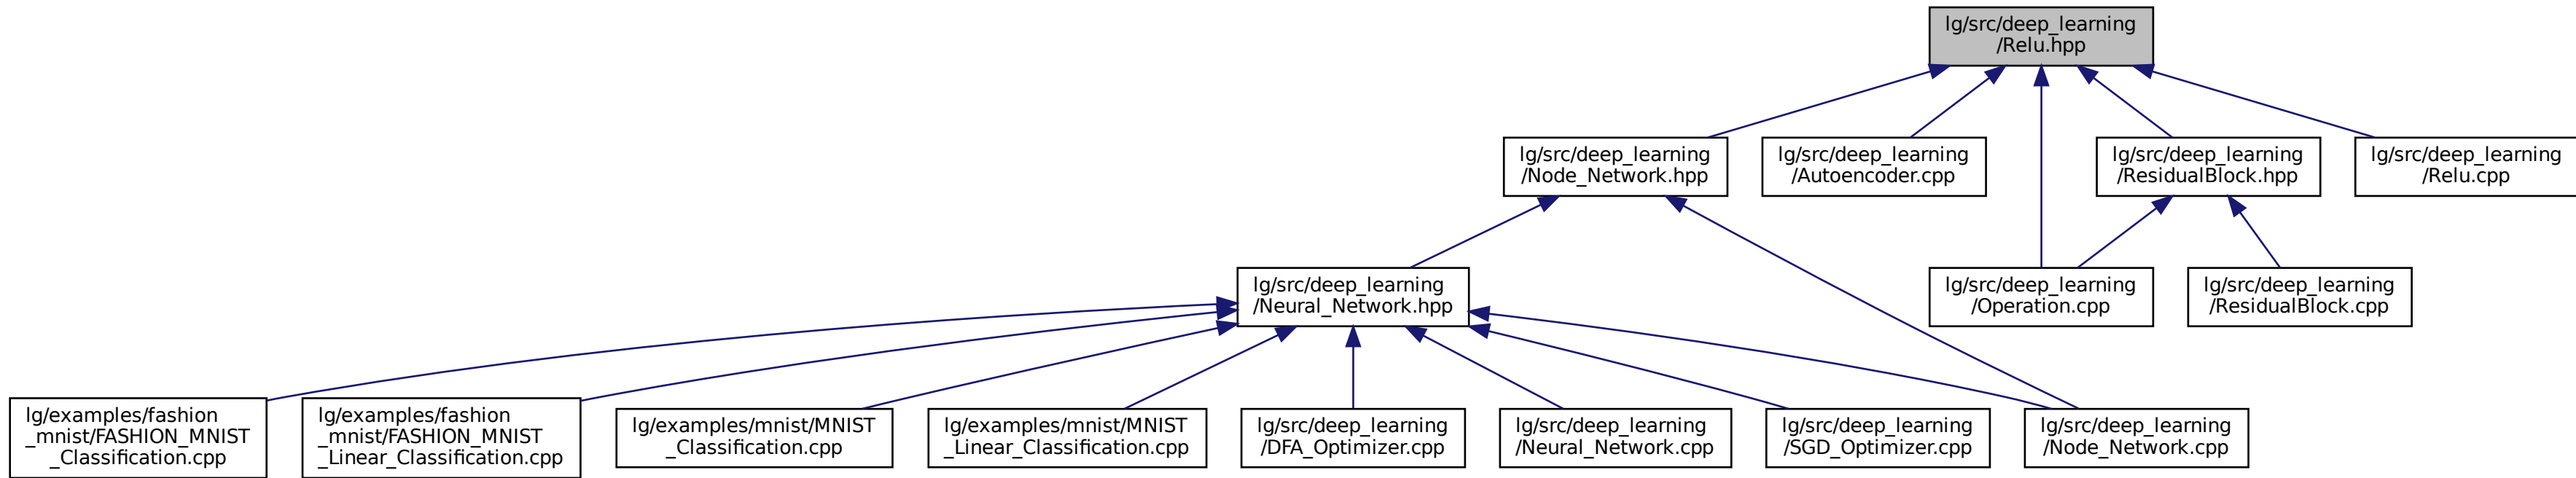 lg/src/deep_learning
/Relu.hpp
lg/src/deep_learning
/Node_Network.hpp
lg/src/deep_learning
/Autoencoder.cpp
lg/src/deep_learning
/ResidualBlock.hpp
lg/src/deep_learning
/Relu.cpp
lg/src/deep_learning
/Neural_Network.hpp
lg/src/deep_learning
/Operation.cpp
lg/src/deep_learning
/ResidualBlock.cpp
lg/examples/fashion
_mnist/FASHION_MNIST
_Classification.cpp
lg/examples/fashion
_mnist/FASHION_MNIST
_Linear_Classification.cpp
lg/examples/mnist/MNIST
_Classification.cpp
lg/examples/mnist/MNIST
_Linear_Classification.cpp
lg/src/deep_learning
/DFA_Optimizer.cpp
lg/src/deep_learning
/Neural_Network.cpp
lg/src/deep_learning
/SGD_Optimizer.cpp
lg/src/deep_learning
/Node_Network.cpp